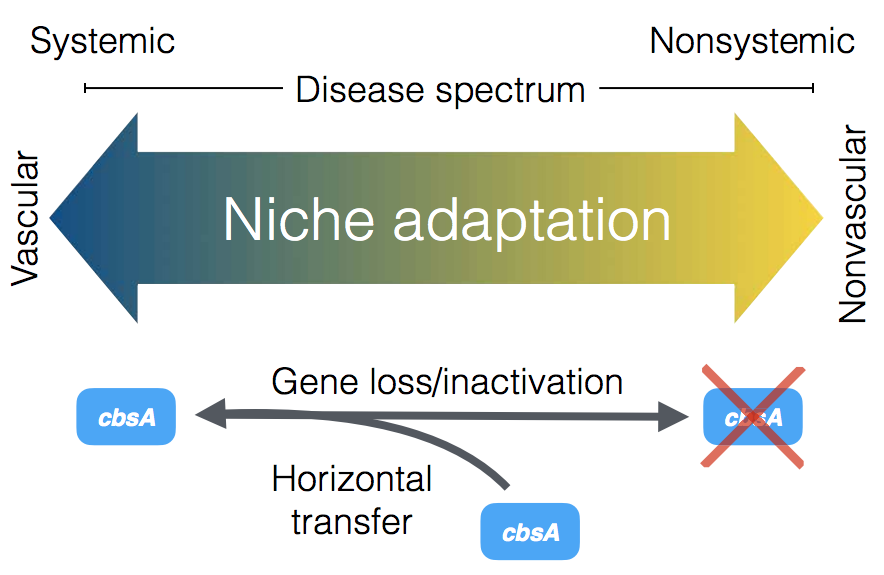 Systemic
Nonsystemic
Disease spectrum
Vascular
Niche adaptation
Nonvascular
Gene loss/inactivation
cbsA
cbsA
Horizontal
transfer
cbsA